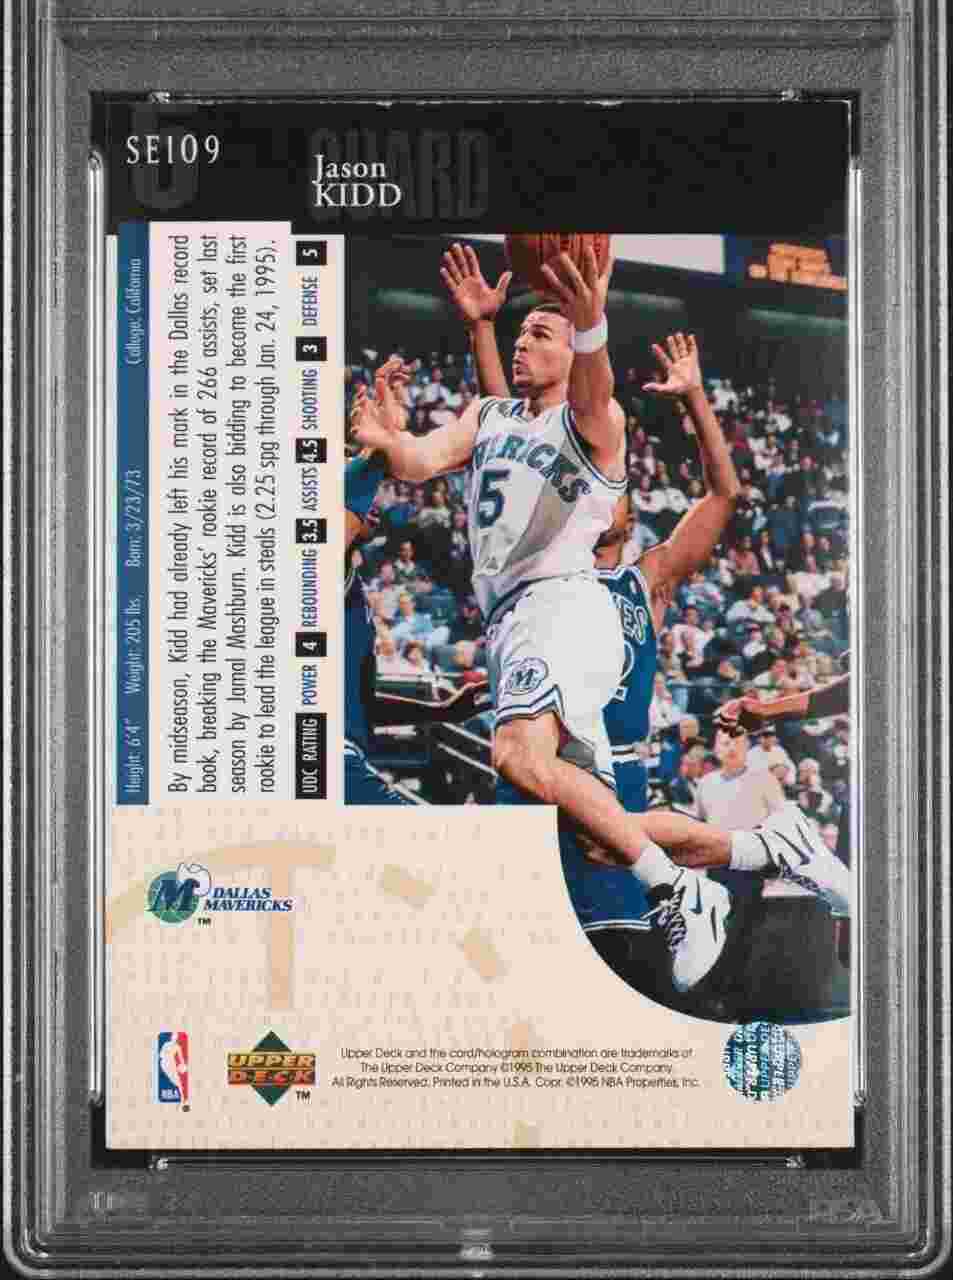 SE109
5
GUARD
Jason
KIDD
Height: 6'4" Weight: 205 lbs. Born: 3/23/73 College: California
By midseason, Kidd had already left his mark in the Dallas record
book, breaking the Mavericks' rookie record of 266 assists, set last
season by Jamal Mashburn. Kidd is also bidding to become the first
rookie to lead the league in steals (2.25 spg through Jan. 24, 1995).
UDC RATING POWER 4 REBOUNDING 3.5 ASSISTS 4.5 SHOOTING 3 DEFENSE 5
MAVERICKS
5
M
DALLAS
MAVERICKS
TM
NBA
®
UPPER
DECK
TM
Upper Deck and the card/hologram combination are trademarks of
The Upper Deck Company ©1995 The Upper Deck Company.
All Rights Reserved. Printed in the U.S.A. Copr. ©1995 NBA Properties, Inc.
PSA